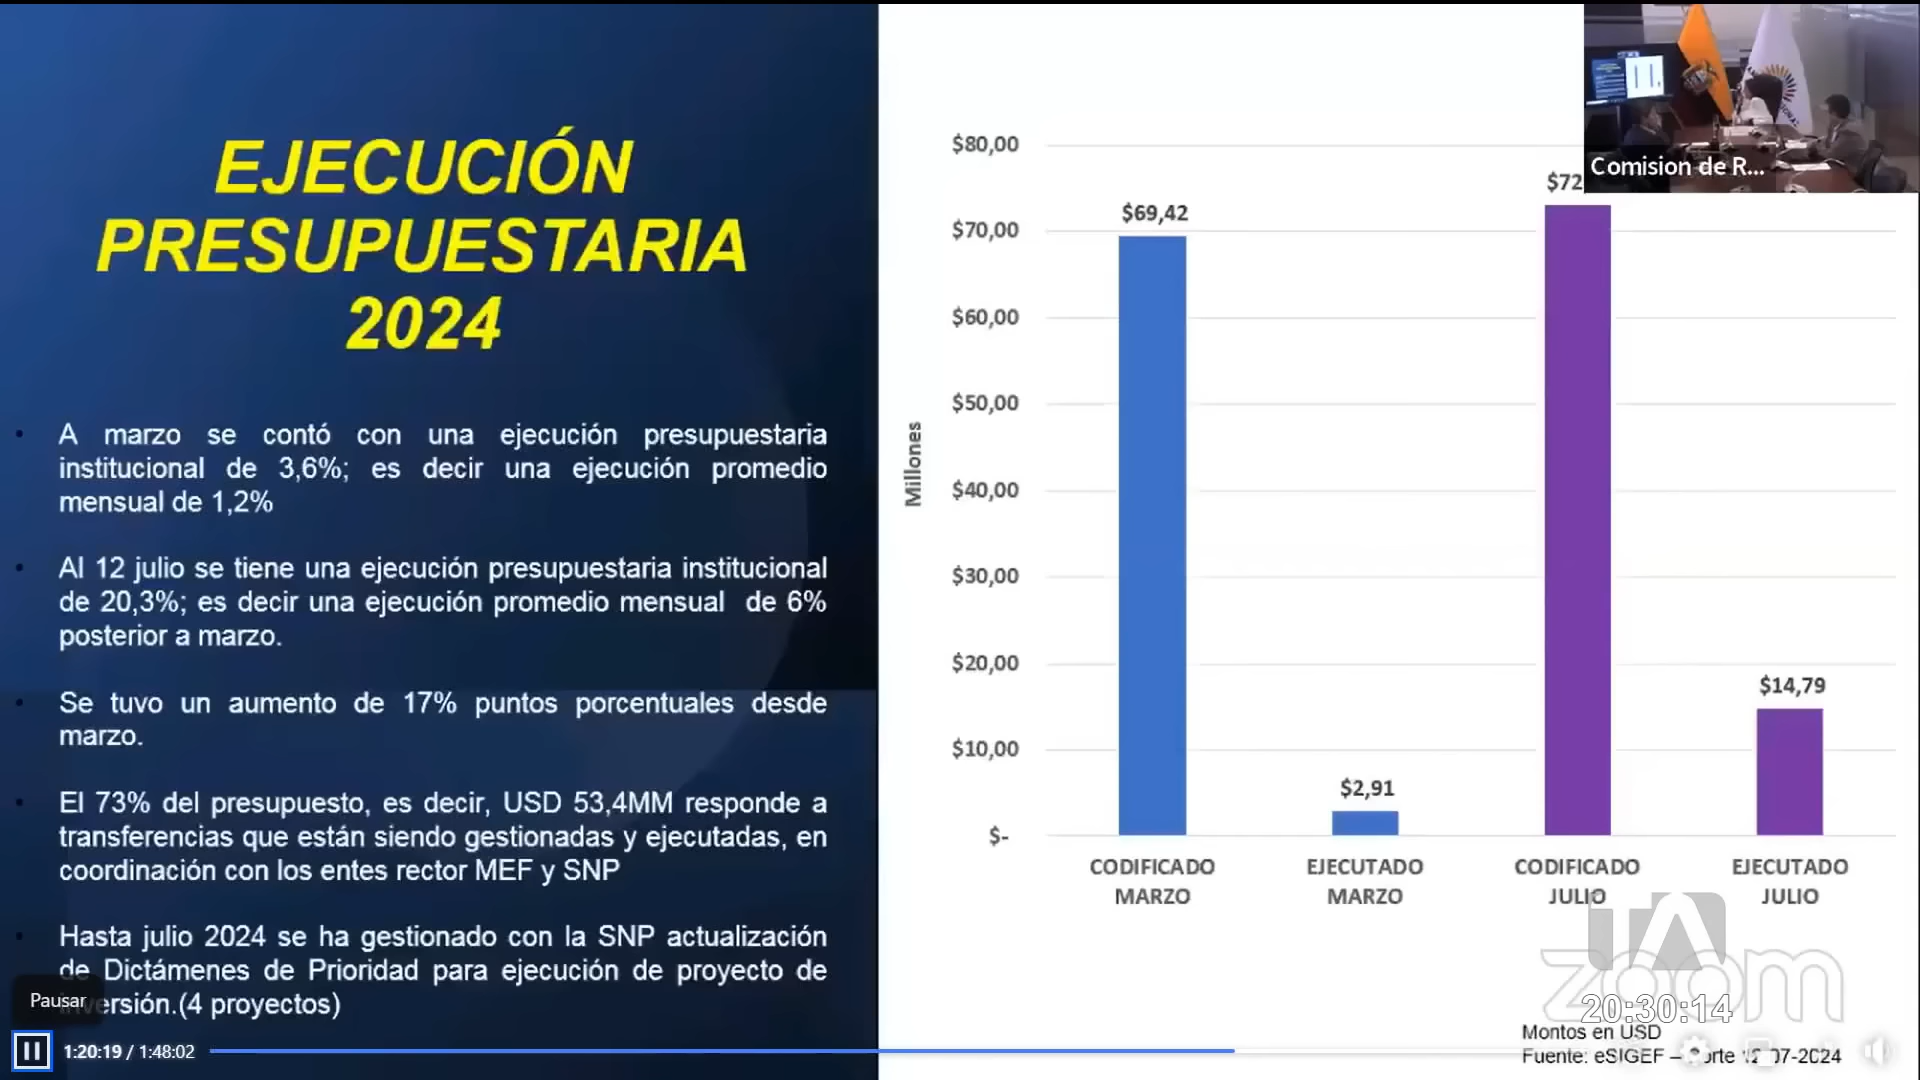 EJECUCIÓN
PRESUPUESTARIA
2024
A marzo se contó con una ejecución presupuestaria
institucional de 3,6%; es decir una ejecución promedio
mensual de 1,2%
Al 12 julio se tiene una ejecución presupuestaria institucional
de 20,3%; es decir una ejecución promedio mensual de 6%
posterior a marzo.
Se tuvo un aumento de 17% puntos porcentuales desde
marzo.
El 73% del presupuesto, es decir, USD 53,4MM responde a
transferencias que están siendo gestionadas y ejecutadas, en
coordinación con los entes rector MEF y SNP
Hasta julio 2024 se ha gestionado con la SNP actualización
de Dictámenes de Prioridad para ejecución de proyecto de
inversión.(4 proyectos)
Pausar
1:20:19 / 1:48:02
Millones
$80,00
$70,00
$60,00
$50,00
$40,00
$30,00
$20,00
$10,00
$-
$69,42
$2,91
$72
$14,79
CODIFICADO
MARZO
EJECUTADO
MARZO
CODIFICADO
JULIO
EJECUTADO
JULIO
Comision de R...
TA
zoom
20:30:14
Montos en USD
Fuente: eSIGEF – Corte 12-07-2024